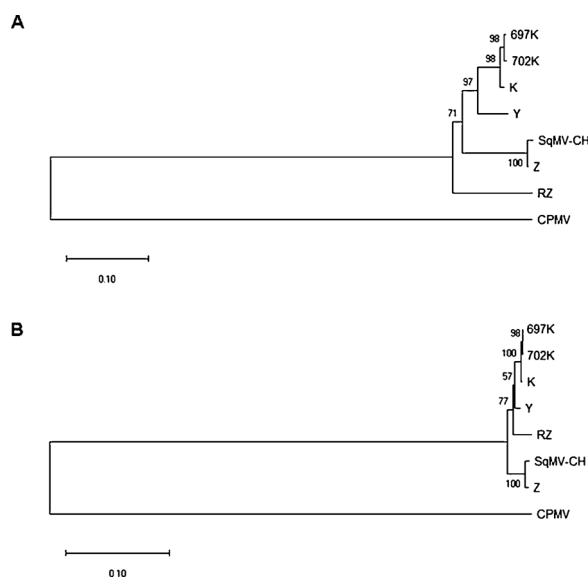 A
98
697K
98
702K
K
97
Y
71
SqMV-CH
100
Z
RZ
CPMV
0.10
B
98
697K
100
702K
57
K
77
Y
RZ
SqMV-CH
100
Z
CPMV
0.10